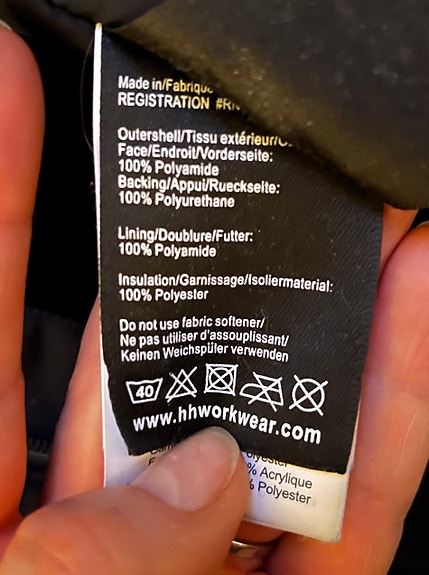 Made in/Fabriqué
REGISTRATION #RN
Outershell/Tissu extérieur/
Face/Endroit/Vorderseite:
100% Polyamide
Backing/Appui/Rueckseite:
100% Polyurethane
Lining/Doublure/Futter:
100% Polyamide
Insulation/Garnissage/Isoliermaterial:
100% Polyester
Do not use fabric softener/
Ne pas utiliser d'assouplissant/
Keinen Weichspüler verwenden
40
www.hhworkwear.com
% Acrylique
% Polyester